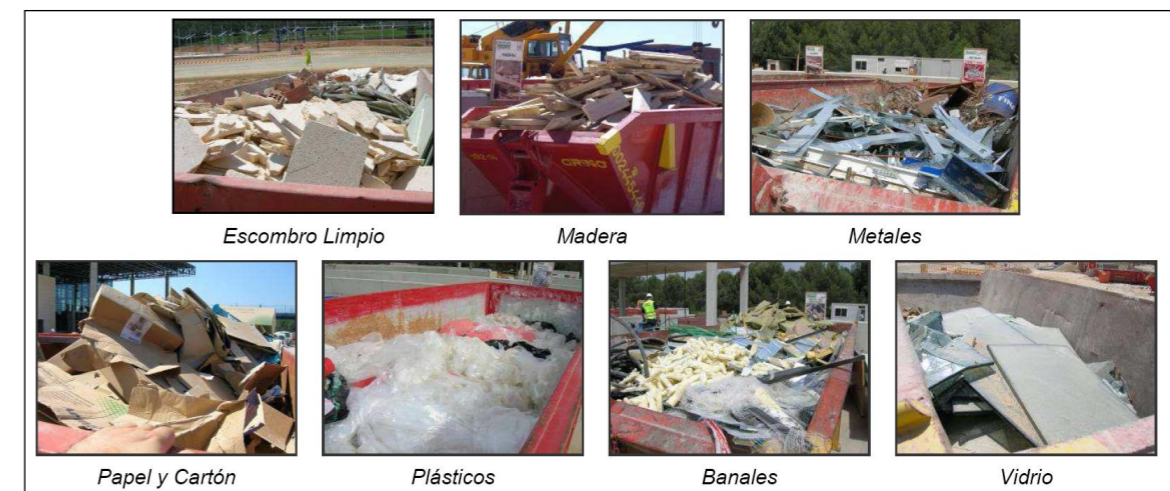 Escombro Limpio
Madera
Metales
Papel y Cartón
Plásticos
Banales
Vidrio